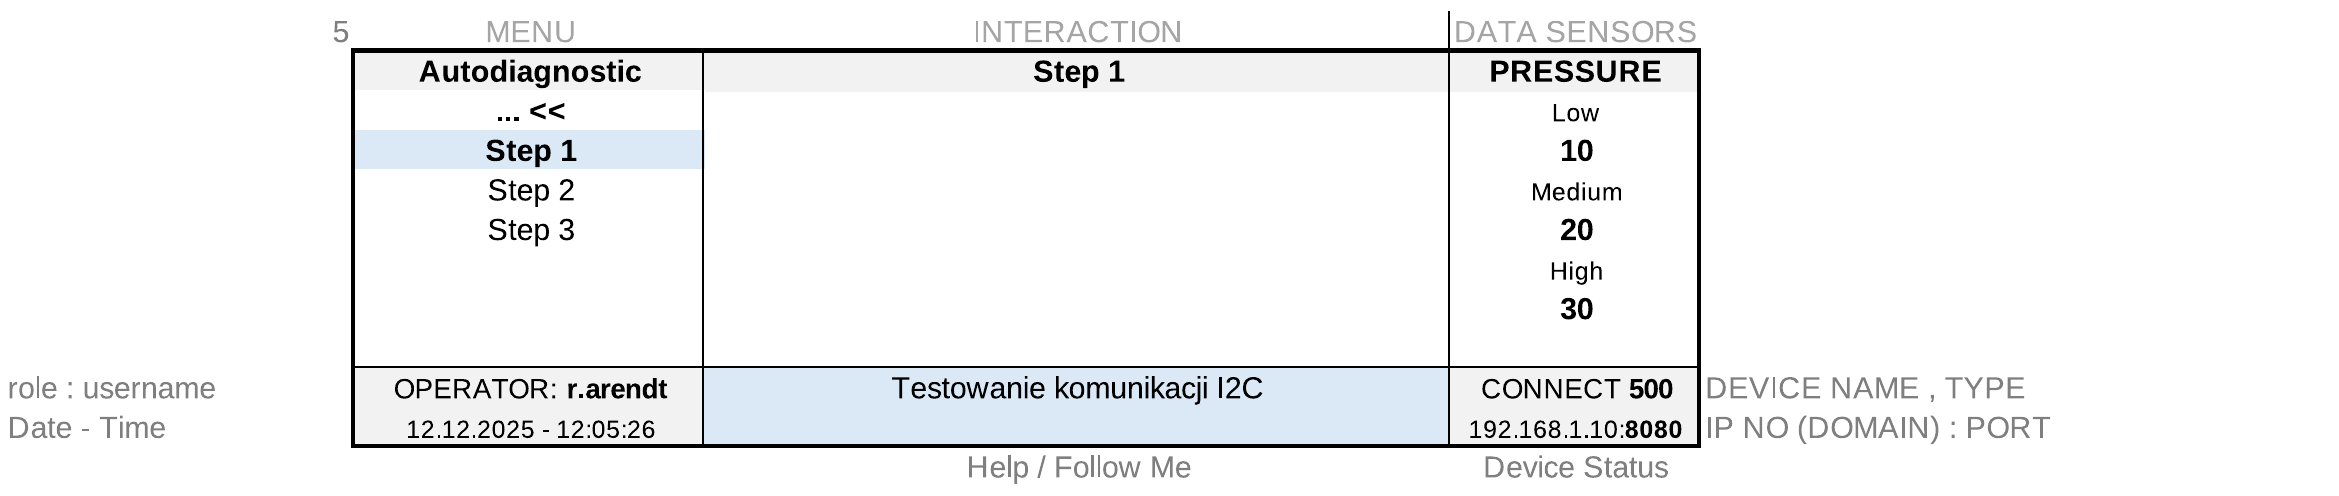 5 MENU INTERACTION DATA SENSORS
Autodiagnostic Step 1 PRESSURE
... << Low
Step 1 10
Step 2 Medium
Step 3 20
High
30
role : username OPERATOR: r.arendt Testowanie komunikacji I2C CONNECT 500 DEVICE NAME , TYPE
Date - Time 12.12.2025 - 12:05:26 192.168.1.10:8080 IP NO (DOMAIN) : PORT
Help / Follow Me Device Status